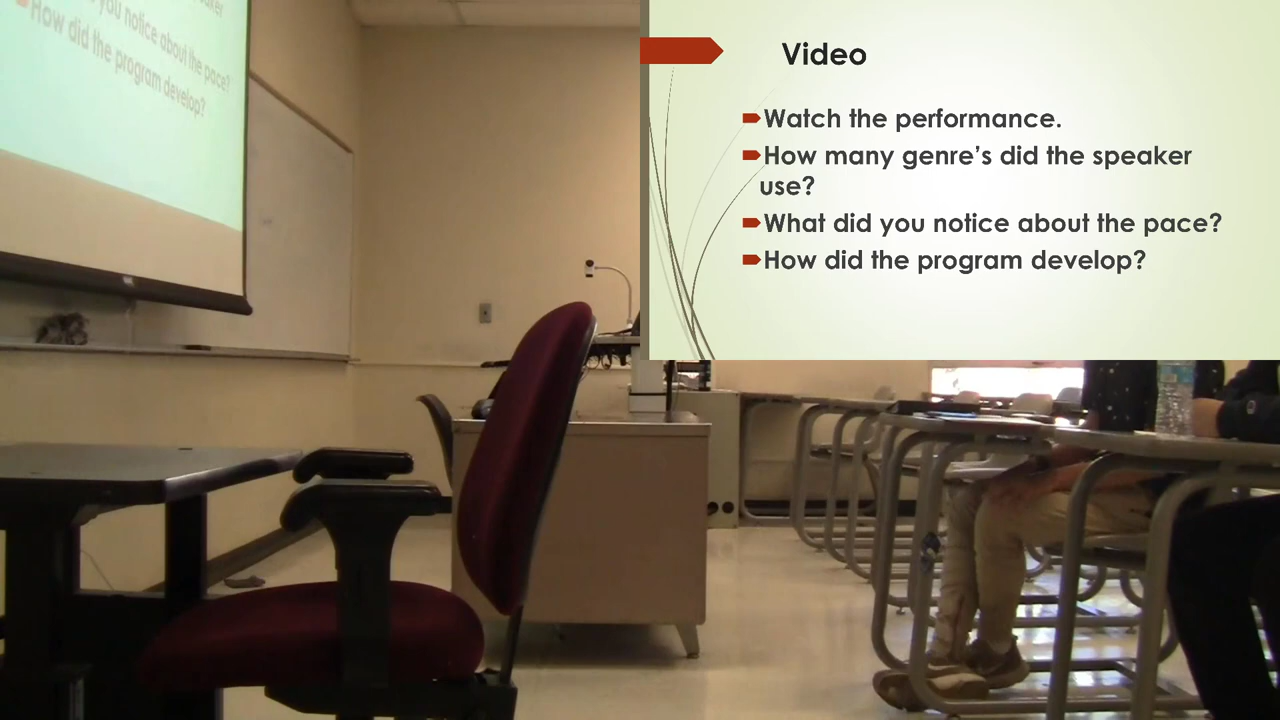 aker
you notice about the pace?
How did the program develop?
Video
Watch the performance.
How many genre’s did the speaker
use?
What did you notice about the pace?
How did the program develop?